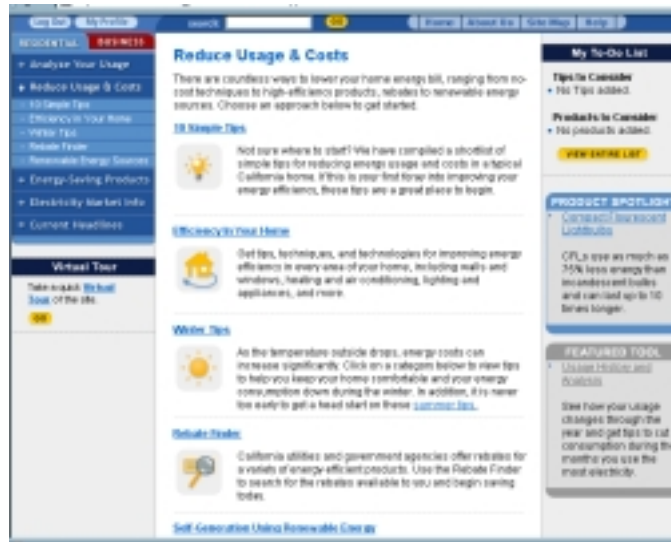 Log Out
My Profile
search:
GO
Home
About Us
Site Map
Help
RESIDENTIAL
BUSINESS
Analyze Your Usage
Reduce Usage & Costs
10 Simple Tips
Efficiency in Your Home
Winter Tips
Rebate Finder
Renewable Energy Sources
Energy-Saving Products
Electricity Market Info
Current Headlines
Virtual Tour
Take a quick Virtual
Tour of the site.
GO
Reduce Usage & Costs
There are countless ways to lower your home energy bill, ranging from no-
cost techniques to high-efficiency products, rebates to renewable energy
sources. Choose an approach below to get started.
10 Simple Tips
Not sure where to start? We have compiled a shortlist of
simple tips for reducing energy usage and costs in a typical
California home. If this is your first foray into improving your
energy efficiency, these tips are a great place to begin.
Efficiency in Your Home
Get tips, techniques, and technologies for improving energy
efficiency in every area of your home, including walls and
windows, heating and air conditioning, lighting and
appliances, and more.
Winter Tips
As the temperature outside drops, energy costs can
increase significantly. Click on a category below to view tips
to help you keep your home comfortable and your energy
consumption down during the winter. In addition, it is never
too early to get a head start on these summer tips.
Rebate Finder
California utilities and government agencies offer rebates for
a variety of energy-efficient products. Use the Rebate Finder
to search for the rebates available to you and begin saving
today.
Self-Generation Using Renewable Energy
My To-Do List
Tips to Consider
No Tips added.
Products to Consider
No products added.
VIEW ENTIRE LIST
PRODUCT SPOTLIGHT
Compact Flourescent
Lightbulbs
CFLs use as much as
75% less energy than
incandescent bulbs
and can last up to 10
times longer.
FEATURED TOOL
Usage History and
Analysis
See how your usage
changes through the
year and get tips to cut
consumption during the
months you use the
most electricity.